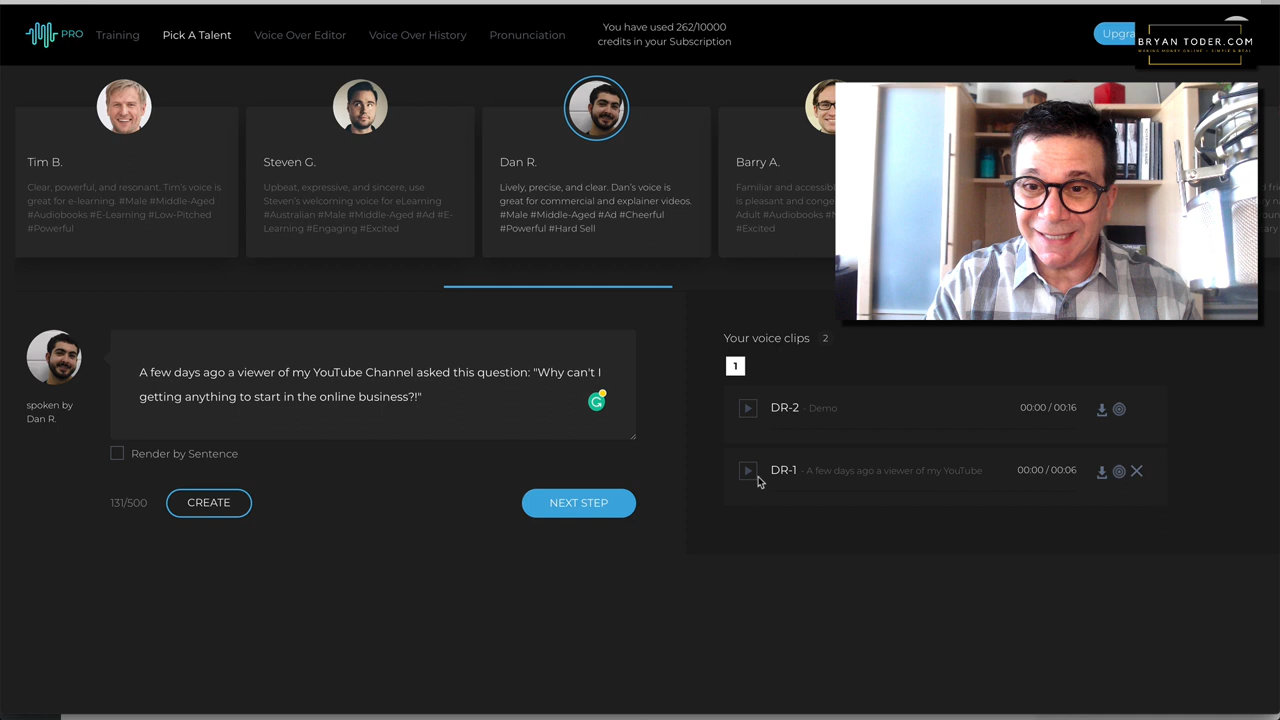 PRO
Training
Pick A Talent
Voice Over Editor
Voice Over History
Pronunciation
You have used 262/10000
credits in your Subscription
Upgra
BRYAN TODER.COM
MAKING MONEY ONLINE - SIMPLE & REAL
Tim B.
Clear, powerful, and resonant. Tim's voice is
great for e-learning. #Male #Middle-Aged
#Audiobooks #E-Learning #Low-Pitched
#Powerful
Steven G.
Upbeat, expressive, and sincere, use
Steven's welcoming voice for eLearning
#Australian #Male #Middle-Aged #Ad #E-
Learning #Engaging #Excited
Dan R.
Lively, precise, and clear. Dan's voice is
great for commercial and explainer videos.
#Male #Middle-Aged #Ad #Cheerful
#Powerful #Hard Sell
Barry A.
Familiar and accessib
is pleasant and conge
Adult #Audiobooks #
#Excited
spoken by
Dan R.
A few days ago a viewer of my YouTube Channel asked this question: "Why can't I
getting anything to start in the online business?!"
Render by Sentence
131/500
CREATE
NEXT STEP
Your voice clips 2
1
DR-2 - Demo
00:00 / 00:16
DR-1 - A few days ago a viewer of my YouTube
00:00 / 00:06